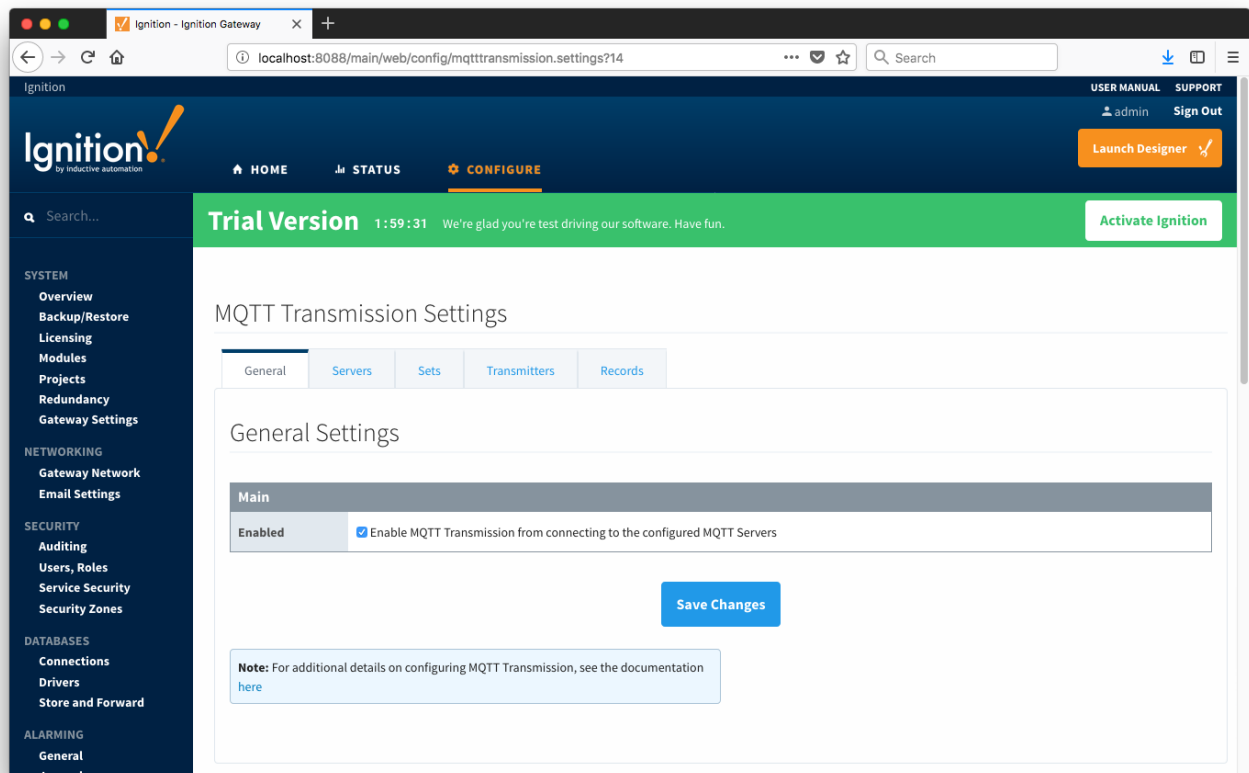 Ignition - Ignition Gateway
localhost:8088/main/web/config/mqtttransmission.settings?14
Search
Ignition
USER MANUAL SUPPORT
admin Sign Out
Ignition!
by inductive automation
HOME STATUS CONFIGURE
Launch Designer
Search...
Trial Version 1:59:31 We're glad you're test driving our software. Have fun.
Activate Ignition
SYSTEM
Overview
Backup/Restore
Licensing
Modules
Projects
Redundancy
Gateway Settings
NETWORKING
Gateway Network
Email Settings
SECURITY
Auditing
Users, Roles
Service Security
Security Zones
DATABASES
Connections
Drivers
Store and Forward
ALARMING
General
MQTT Transmission Settings
General Servers Sets Transmitters Records
General Settings
Main
Enabled Enable MQTT Transmission from connecting to the configured MQTT Servers
Save Changes
Note: For additional details on configuring MQTT Transmission, see the documentation
here